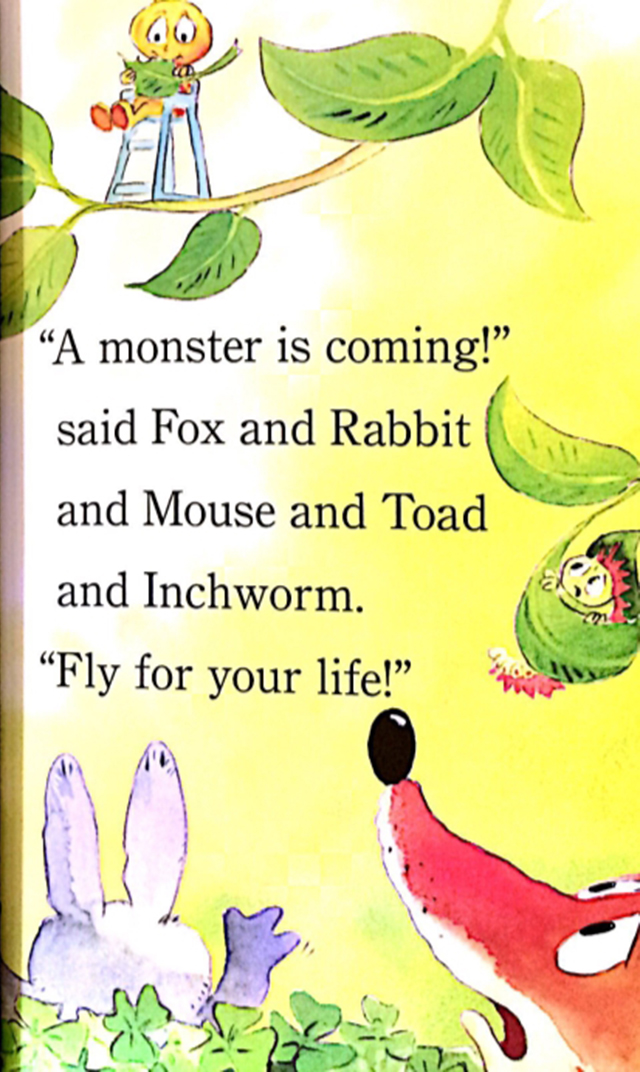 “A monster is coming!”
said Fox and Rabbit
and Mouse and Toad
and Inchworm.
“Fly for your life!”